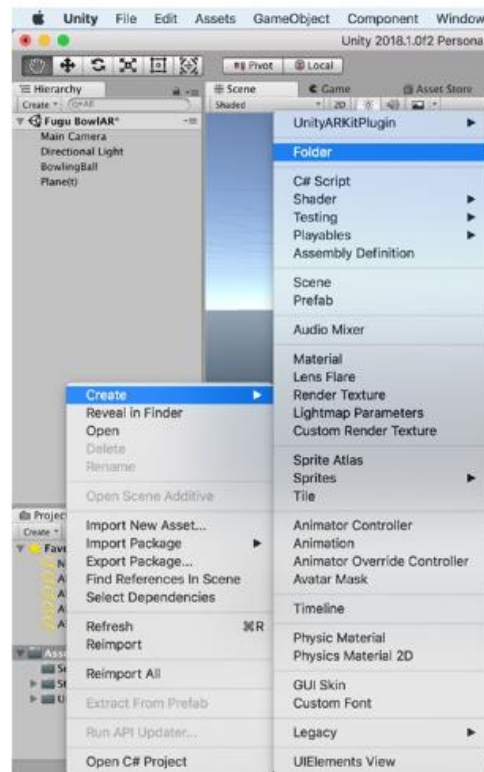 Unity File Edit Assets GameObject Component Window
Unity 2018.1.0f2 Persona
Pivot Local
Hierarchy
Scene Game Asset Store
Create
All
Shaded
2D
Fugu BowlAR*
Main Camera
Directional Light
BowlingBall
Plane(t)
UnityARKitPlugin
Folder
C# Script
Shader
Testing
Playables
Assembly Definition
Scene
Prefab
Audio Mixer
Material
Lens Flare
Render Texture
Lightmap Parameters
Custom Render Texture
Sprite Atlas
Sprites
Tile
Animator Controller
Animation
Animator Override Controller
Avatar Mask
Timeline
Physic Material
Physics Material 2D
GUI Skin
Custom Font
Legacy
UIElements View
Create
Reveal in Finder
Open
Delete
Rename
Open Scene Additive
Import New Asset...
Import Package
Export Package...
Find References In Scene
Select Dependencies
Refresh ⌘R
Reimport
Reimport All
Extract From Prefab
Run API Updater...
Open C# Project
Projec
Create
Favo
Asse